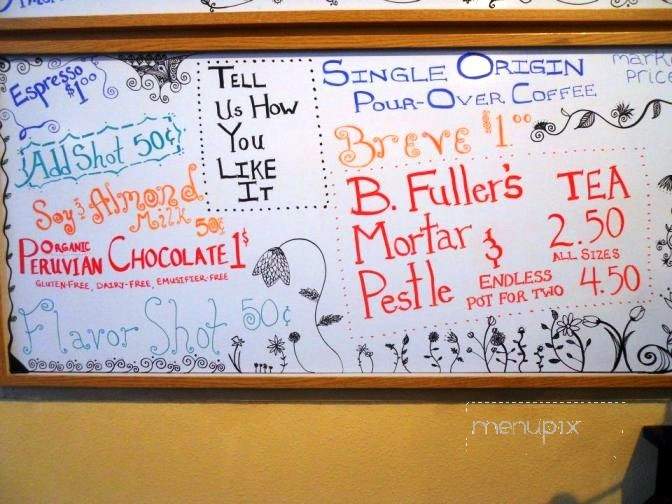 Espresso
$1.00
Add Shot 50¢
Soy & Almond
Milk 50¢
ORGANIC
PERUVIAN CHOCOLATE 1$
GLUTEN-FREE, DAIRY-FREE, EMUSIFIER-FREE
Flavor Shot 50¢
TELL
US HOW
YOU
LIKE
IT
SINGLE ORIGIN
POUR-OVER COFFEE
market
price
Breve $1.00
B. Fuller's TEA
Mortar & 2.50
ALL SIZES
Pestle ENDLESS
POT FOR TWO 4.50
menupix